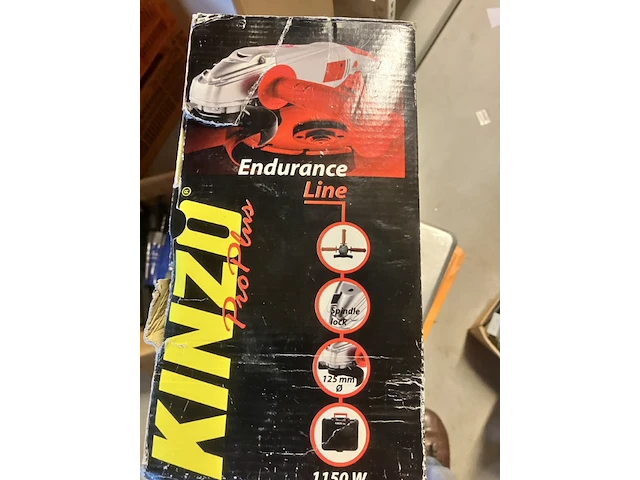 Endurance
Line
KINZO®
Pro Plus
Spindle
lock
125 mm
Ø
1150 W